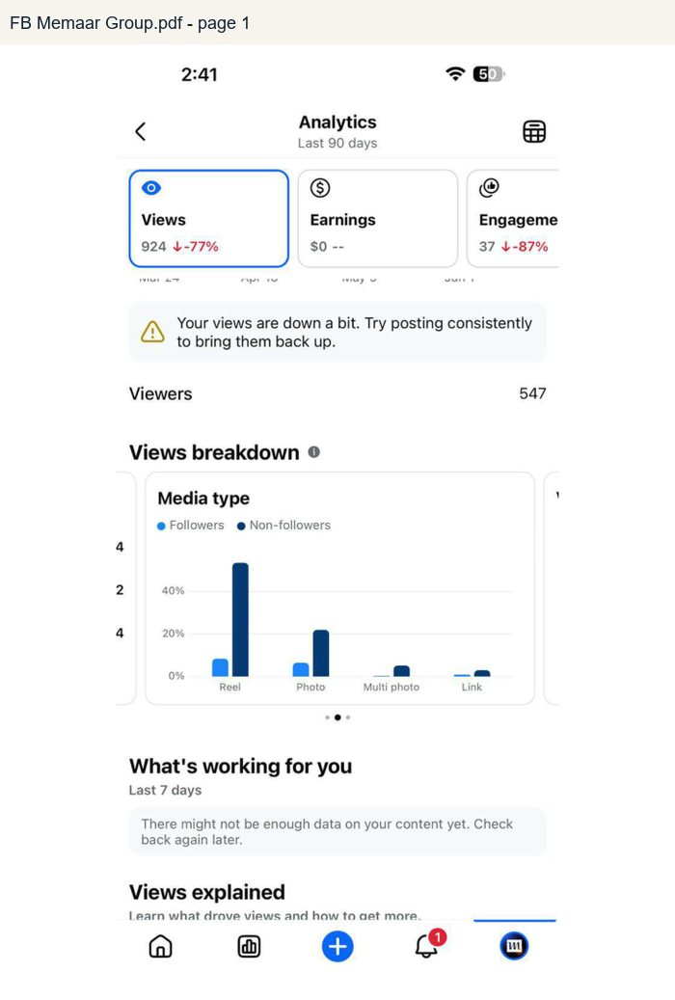 FB Memaar Group.pdf - page 1
2:41
50
Analytics
Last 90 days
Views
924 ↓-77%
Earnings
$0 --
Engageme
37 ↓-87%
Your views are down a bit. Try posting consistently
to bring them back up.
Viewers
547
Views breakdown
4
2
4
Media type
Followers
Non-followers
40%
20%
0%
Reel
Photo
Multi photo
Link
What's working for you
Last 7 days
There might not be enough data on your content yet. Check
back again later.
Views explained
Learn what drove views and how to get more.
1